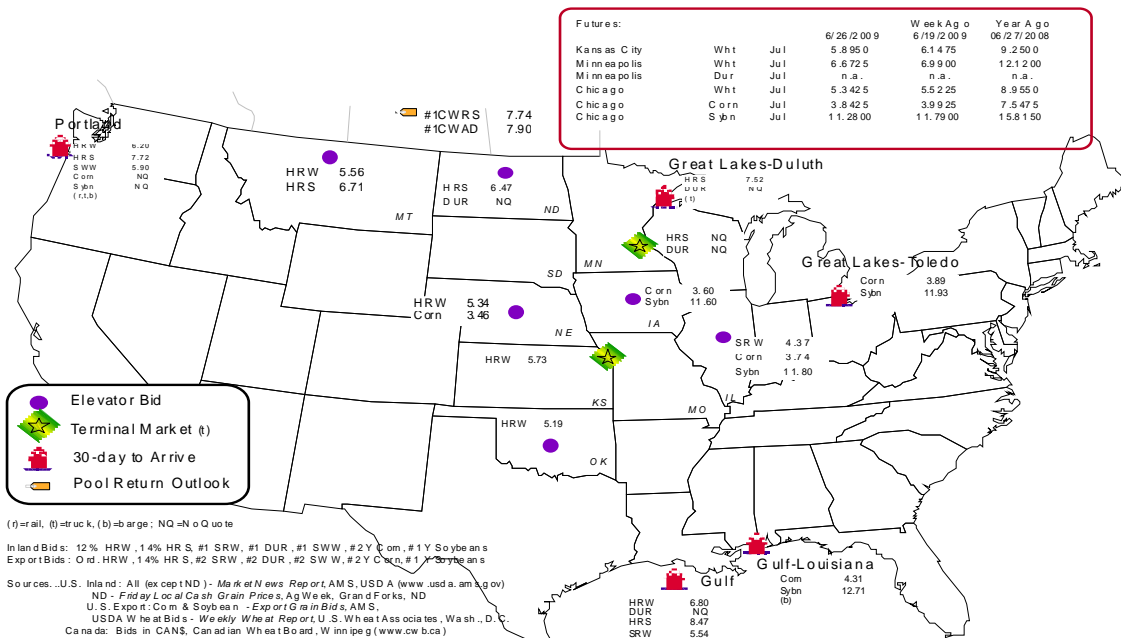 Futures: Week Ago Year Ago
6/26/2009 6/19/2009 06/27/2008
Kansas City Wht Jul 5.8950 6.1475 9.2500
Minneapolis Wht Jul 6.6725 6.9900 12.1200
Minneapolis Dur Jul n.a. n.a. n.a.
Chicago Wht Jul 5.3425 5.5225 8.9550
Chicago Corn Jul 3.8425 3.9925 7.5475
Chicago Sybn Jul 11.2800 11.7900 15.8150
#1CWRS 7.74
#1CWAD 7.90
Portland
HRW 6.20
HRS 7.72
SWW 5.90
Corn NQ
Sybn NQ
(r,t,b)
HRW 5.56
HRS 6.71
MT
HRS 6.47
DUR NQ
ND
Great Lakes-Duluth
HRS 7.52
DUR NQ
(t)
HRS NQ
DUR NQ
MN
SD
Great Lakes-Toledo
Corn 3.89
Sybn 11.93
HRW 5.34
Corn 3.46
NE
Corn 3.60
Sybn 11.60
IA
SRW 4.37
Corn 3.74
Sybn 11.80
IL
HRW 5.73
KS
MO
HRW 5.19
OK
Elevator Bid
Terminal Market (t)
30-day to Arrive
Pool Return Outlook
(r)=rail, (t)=truck, (b)=barge; NQ=No Quote
Inland Bids: 12% HRW, 14% HRS, #1 SRW, #1 DUR, #1 SWW, #2 Y Corn, #1 Y Soybeans
Export Bids: Ord. HRW, 14% HRS, #2 SRW, #2 DUR, #2 SWW, #2 Y Corn, #1 Y Soybeans
Sources...U.S. Inland: All (except ND) - Market News Report, AMS, USDA (www.usda.ams.gov)
ND - Friday Local Cash Grain Prices, AgWeek, Grand Forks, ND
U.S. Export: Corn & Soybean - Export Grain Bids, AMS,
USDA Wheat Bids - Weekly Wheat Report, U.S. Wheat Associates, Wash., D.C.
Canada: Bids in CAN$, Canadian Wheat Board, Winnipeg (www.cwb.ca)
Gulf
HRW 6.80
DUR NQ
HRS 8.47
SRW 5.54
Gulf-Louisiana
Corn 4.31
Sybn 12.71
(b)